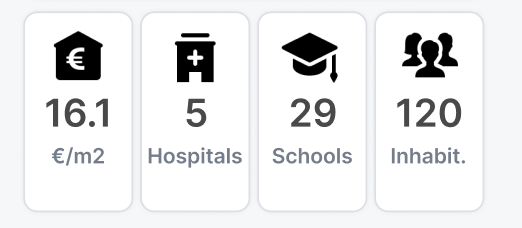 €
16.1
€/m2
5
Hospitals
29
Schools
120
Inhabit.